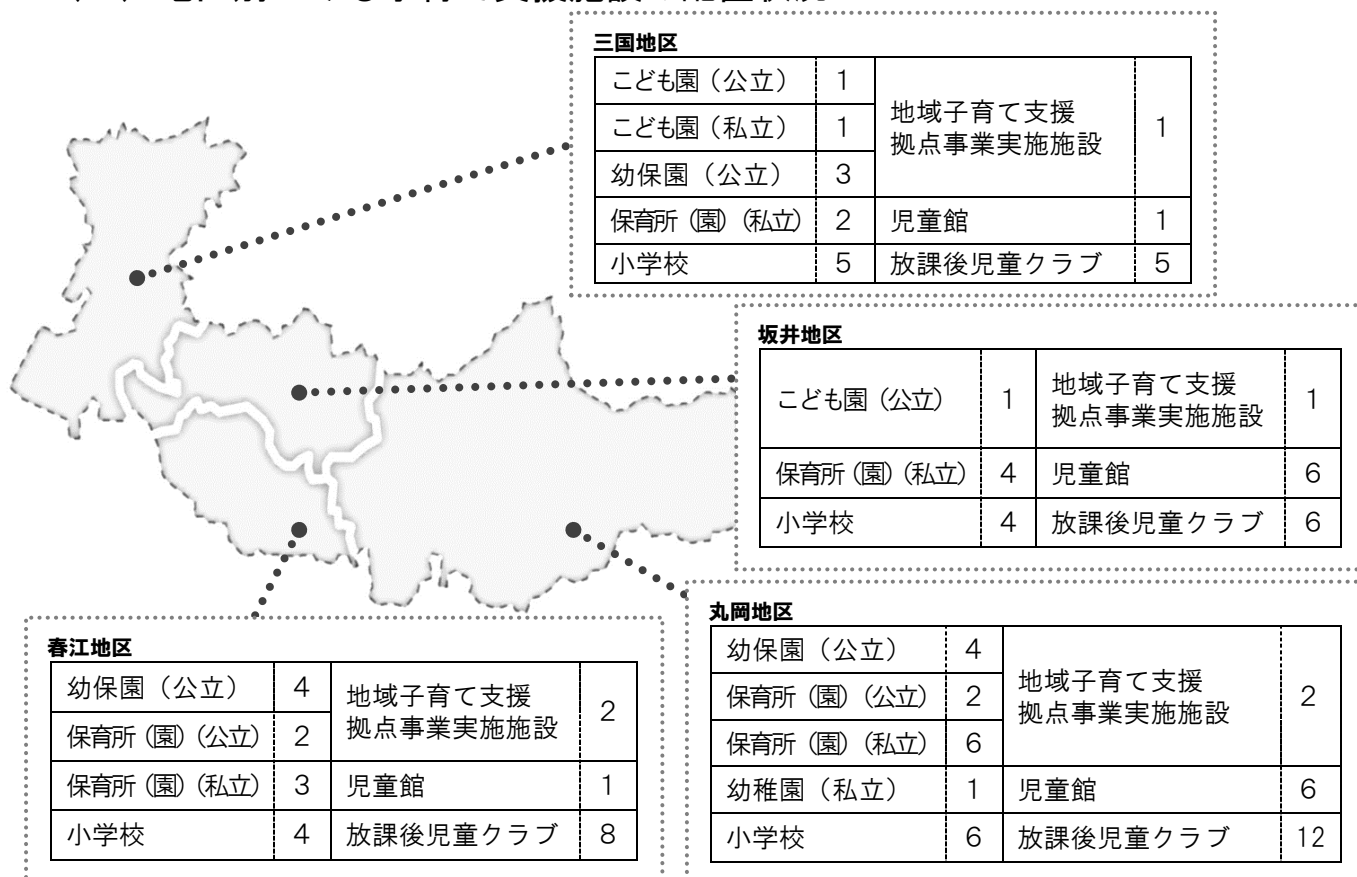 三国地区
こども園（公立） 1
こども園（私立） 1
幼保園（公立） 3
保育所（園）（私立） 2
小学校 5
地域子育て支援
拠点事業実施施設 1
児童館 1
放課後児童クラブ 5
坂井地区
こども園（公立） 1
保育所（園）（私立） 4
小学校 4
地域子育て支援
拠点事業実施施設 1
児童館 6
放課後児童クラブ 6
春江地区
幼保園（公立） 4
保育所（園）（公立） 2
保育所（園）（私立） 3
小学校 4
地域子育て支援
拠点事業実施施設 2
児童館 1
放課後児童クラブ 8
丸岡地区
幼保園（公立） 4
保育所（園）（公立） 2
保育所（園）（私立） 6
幼稚園（私立） 1
小学校 6
地域子育て支援
拠点事業実施施設 2
児童館 6
放課後児童クラブ 12